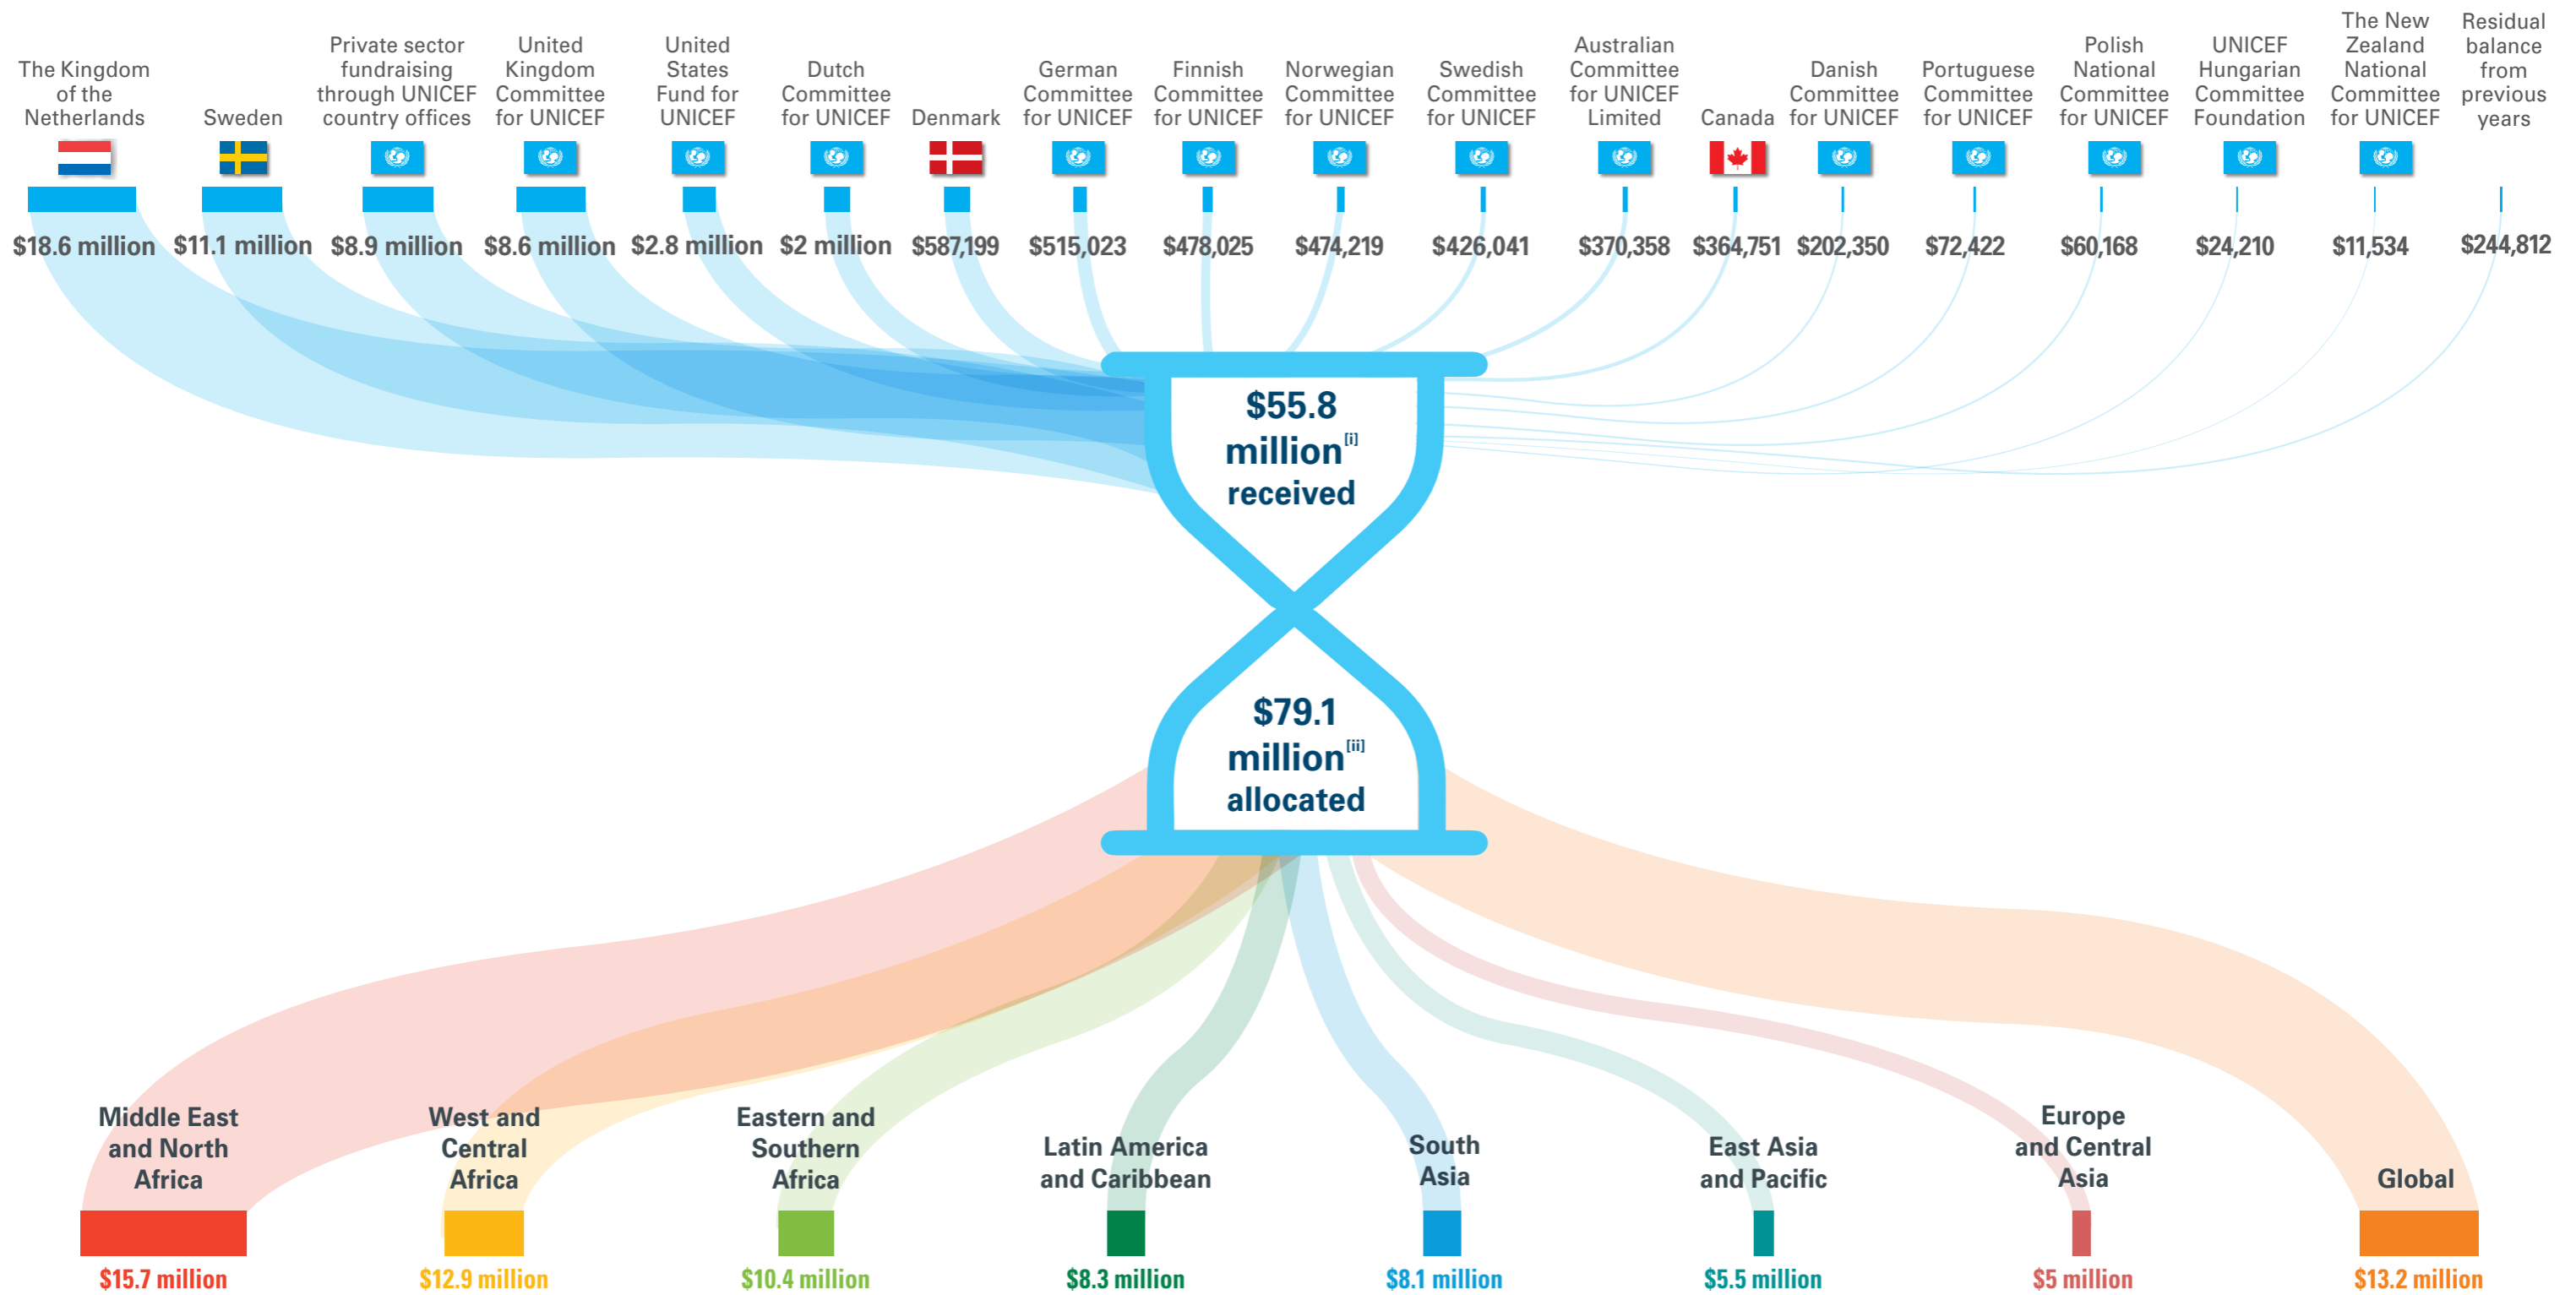 The Kingdom
of the
Netherlands
$18.6 million
Sweden
$11.1 million
Private sector
fundraising
through UNICEF
country offices
$8.9 million
United
Kingdom
Committee
for UNICEF
$8.6 million
United
States
Fund for
UNICEF
$2.8 million
Dutch
Committee
for UNICEF
$2 million
Denmark
$587,199
German
Committee
for UNICEF
$515,023
Finnish
Committee
for UNICEF
$478,025
Norwegian
Committee
for UNICEF
$474,219
Swedish
Committee
for UNICEF
$426,041
Australian
Committee
for UNICEF
Limited
$370,358
Canada
$364,751
Danish
Committee
for UNICEF
$202,350
Portuguese
Committee
for UNICEF
$72,422
Polish
National
Committee
for UNICEF
$60,168
UNICEF
Hungarian
Committee
Foundation
$24,210
The New
Zealand
National
Committee
for UNICEF
$11,534
Residual
balance
from
previous
years
$244,812
$55.8
million[i]
received
$79.1
million[ii]
allocated
Middle East
and North
Africa
$15.7 million
West and
Central
Africa
$12.9 million
Eastern and
Southern
Africa
$10.4 million
Latin America
and Caribbean
$8.3 million
South
Asia
$8.1 million
East Asia
and Pacific
$5.5 million
Europe
and Central
Asia
$5 million
Global
$13.2 million